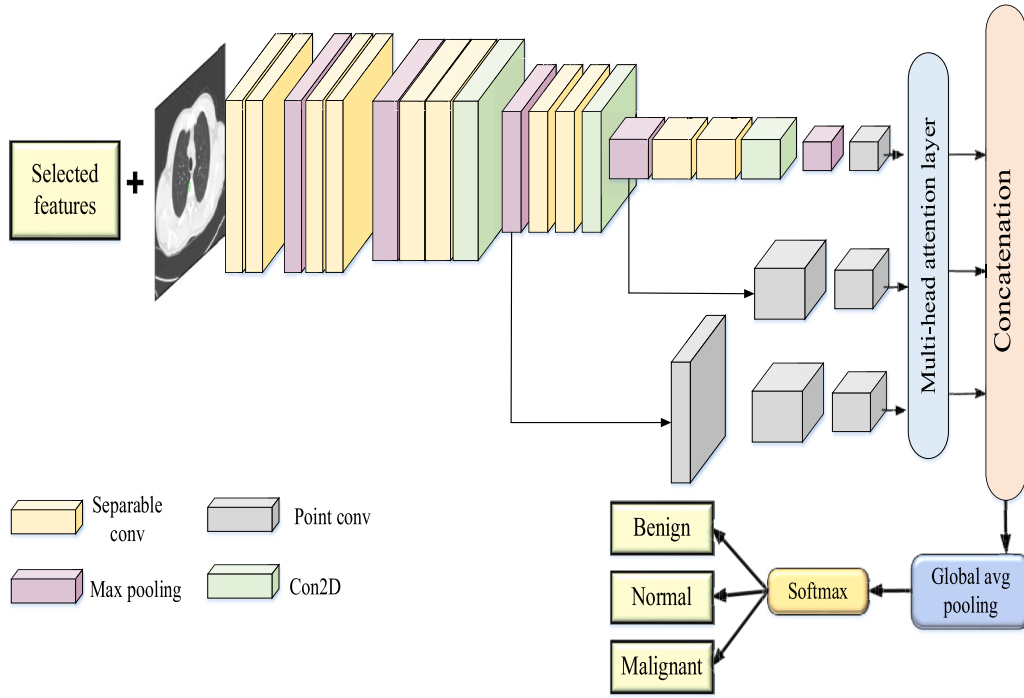 Selected
features
+
Multi-head attention layer
Concatenation
Separable
conv
Point conv
Max pooling
Con2D
Benign
Normal
Malignant
Softmax
Global avg
pooling